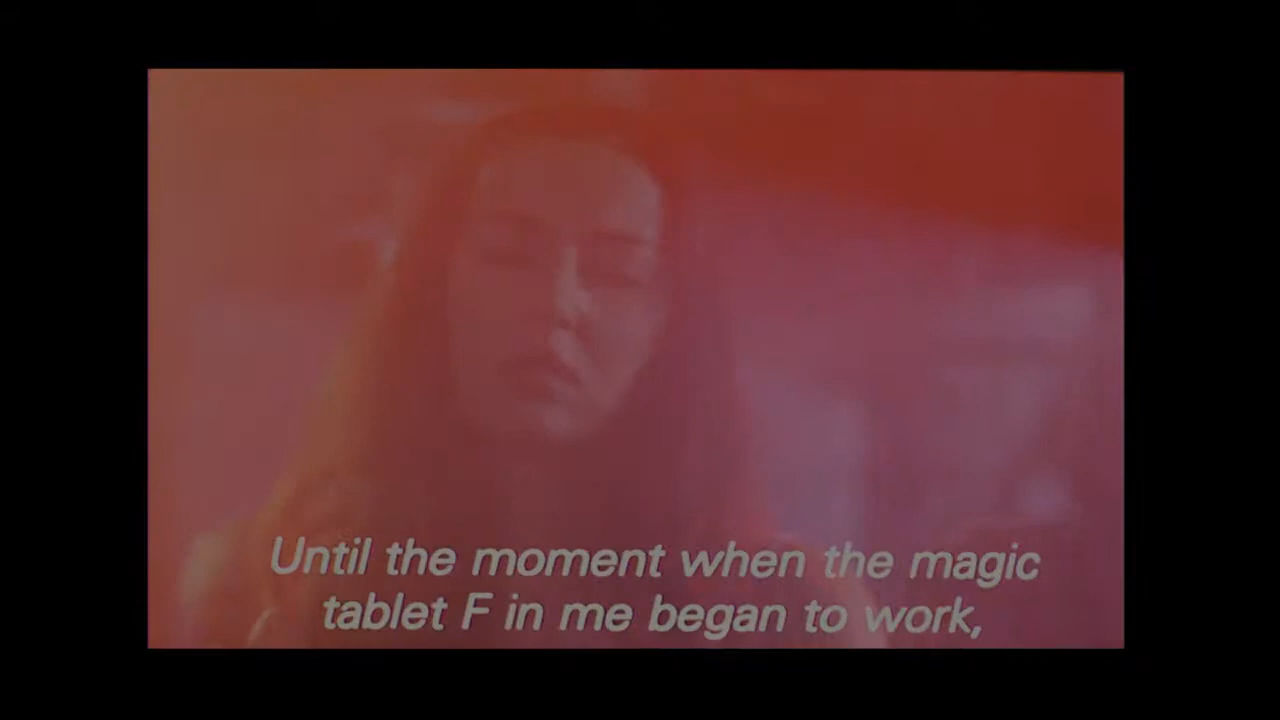 Until the moment when the magic
tablet F in me began to work,